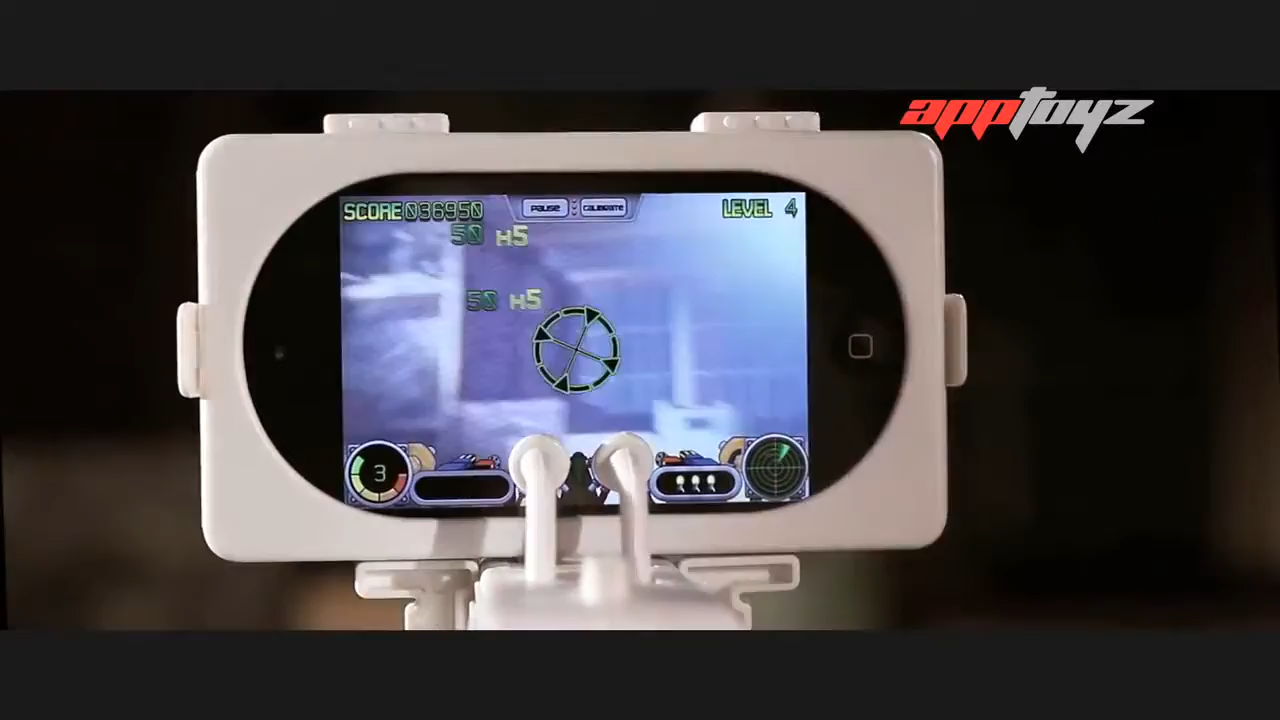 apptoyz
SCORE 036950
PAUSE
CALIBRATE
LEVEL 4
50 H5
50 H5
3